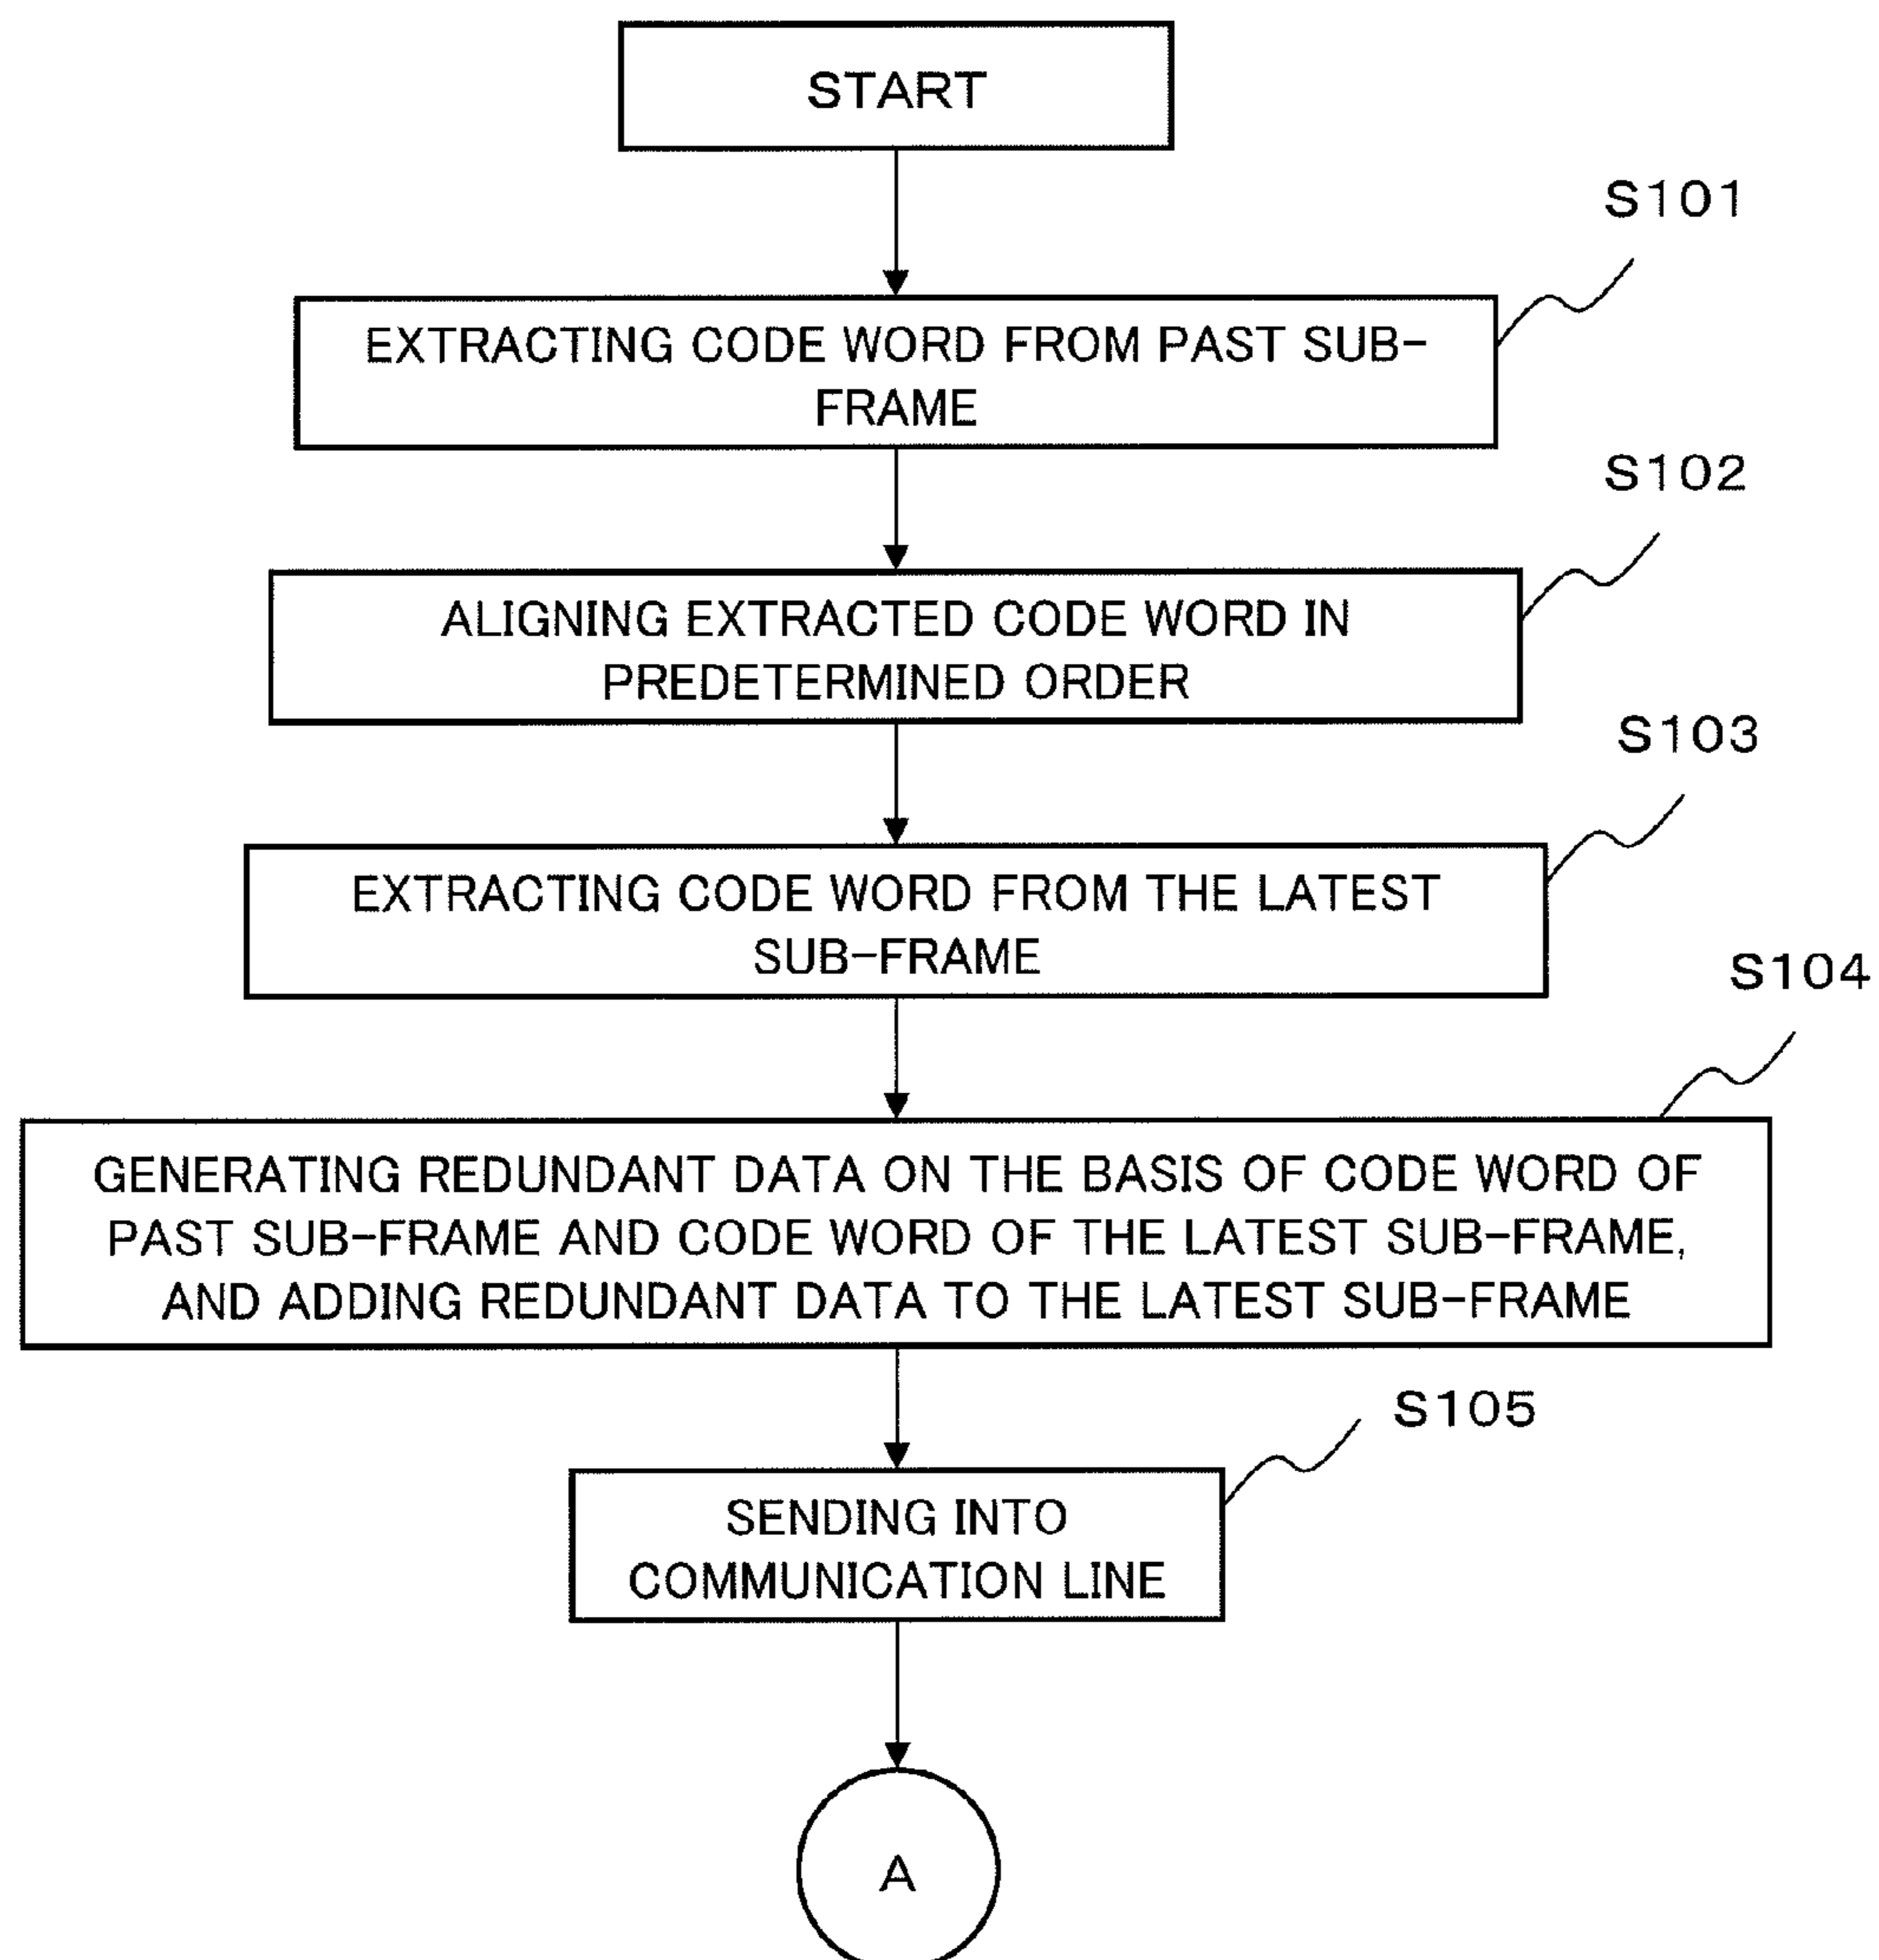 START
S101
EXTRACTING CODE WORD FROM PAST SUB-
FRAME
S102
ALIGNING EXTRACTED CODE WORD IN
PREDETERMINED ORDER
S103
EXTRACTING CODE WORD FROM THE LATEST
SUB-FRAME
S104
GENERATING REDUNDANT DATA ON THE BASIS OF CODE WORD OF
PAST SUB-FRAME AND CODE WORD OF THE LATEST SUB-FRAME,
AND ADDING REDUNDANT DATA TO THE LATEST SUB-FRAME
S105
SENDING INTO
COMMUNICATION LINE
A